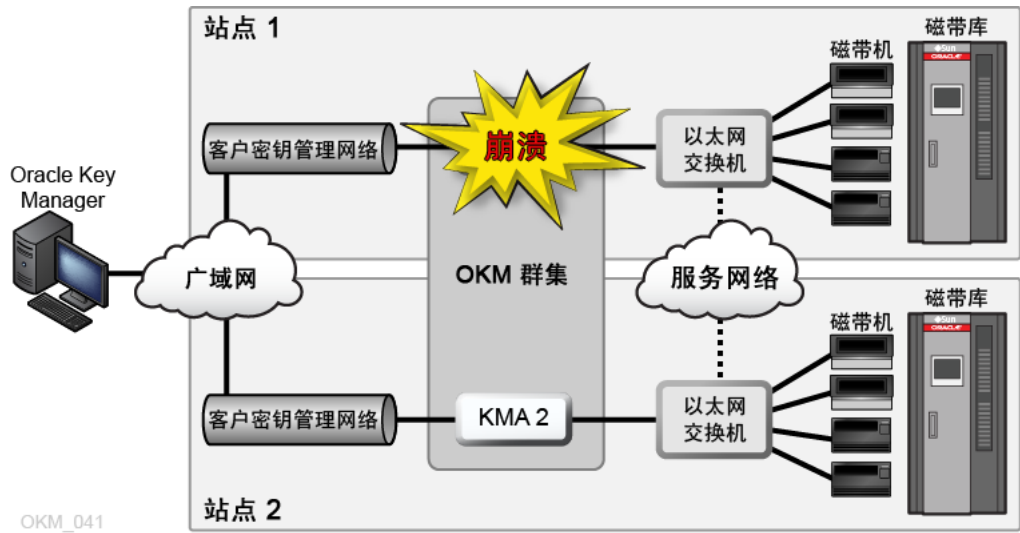 站点 1
磁带库
磁带机
Sun
ORACLE
客户密钥管理网络
崩溃
以太网
交换机
Oracle Key
Manager
广域网
OKM 群集
服务网络
磁带库
磁带机
Sun
ORACLE
客户密钥管理网络
KMA 2
以太网
交换机
站点 2
OKM_041